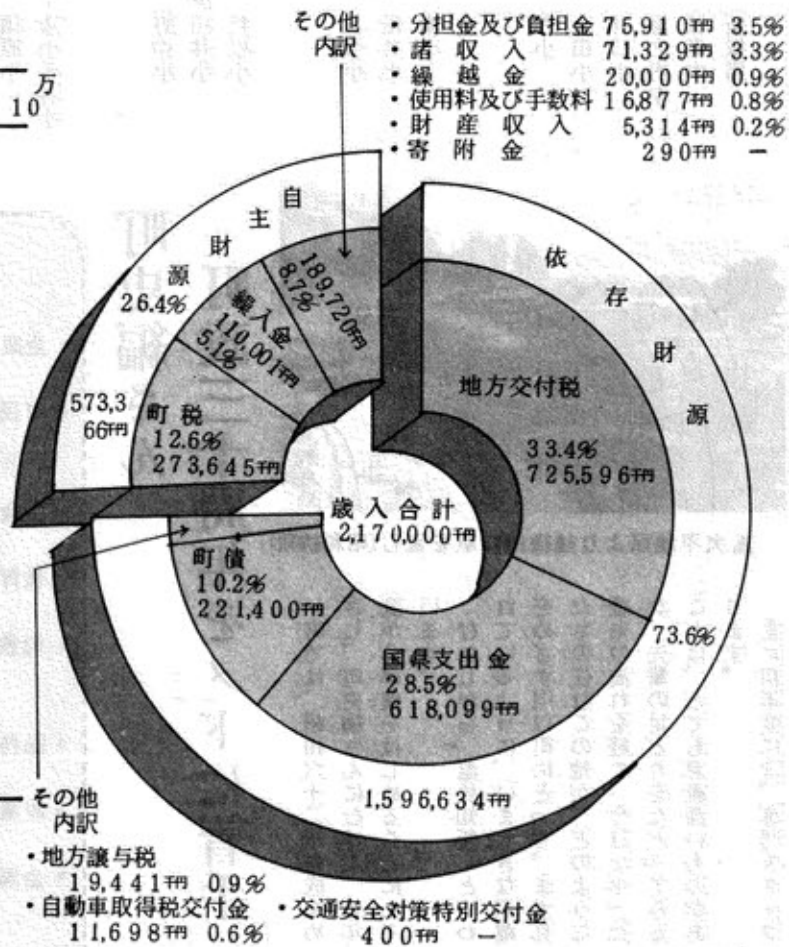 その他
内訳
・分担金及び負担金 75,910千円 3.5%
・諸収入 71,329千円 3.3%
・繰越金 20,000千円 0.9%
・使用料及び手数料 16,877千円 0.8%
・財産収入 5,314千円 0.2%
・寄附金 290千円 －
万
10
自主財源
26.4%
573,3
66千円
189,720千円
8.7%
繰入金
110,001千円
5.1%
町税
12.6%
273,645千円
依存財源
73.6%
1,596,634千円
地方交付税
33.4%
725,596千円
歳入合計
2,170,000千円
町債
10.2%
221,400千円
国県支出金
28.5%
618,099千円
その他
内訳
・地方譲与税
19,441千円 0.9%
・自動車取得税交付金
11,698千円 0.6%
・交通安全対策特別交付金
400千円 －